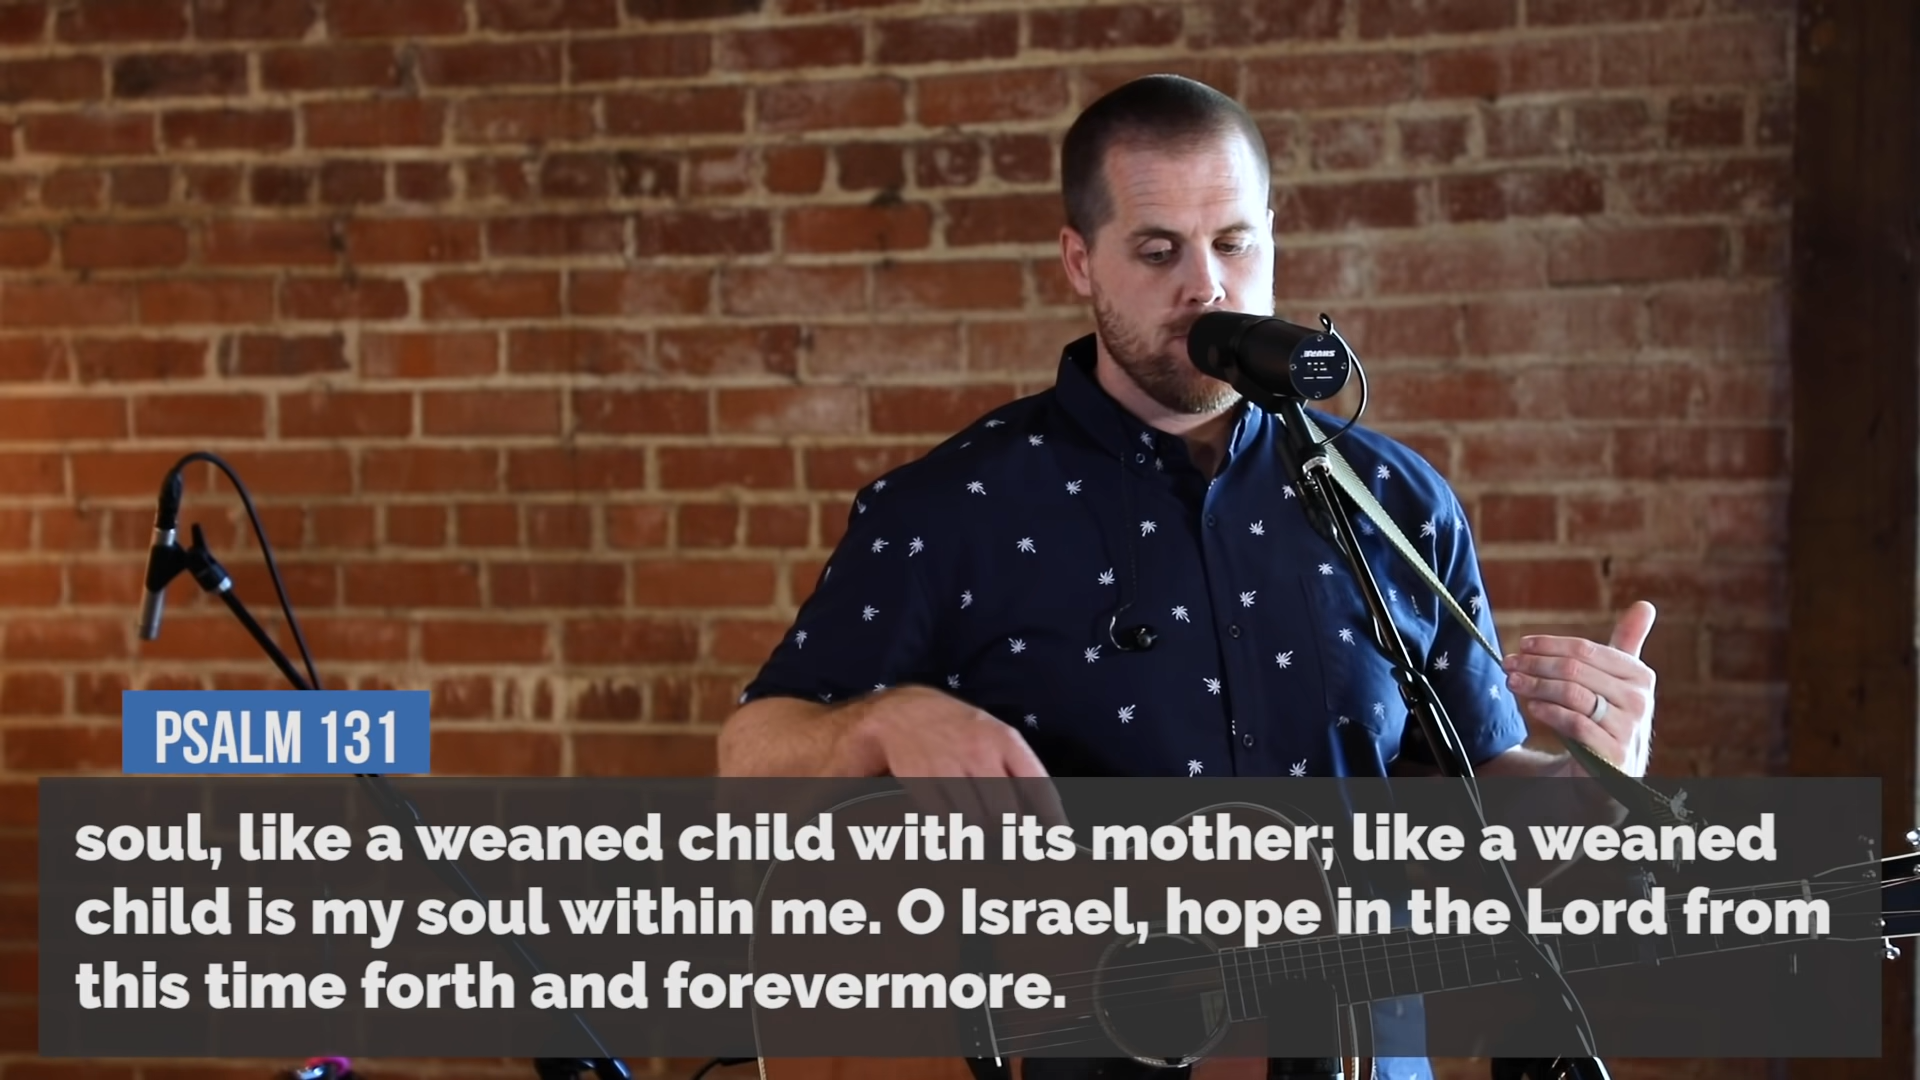 SHURE
PSALM 131
soul, like a weaned child with its mother; like a weaned
child is my soul within me. O Israel, hope in the Lord from
this time forth and forevermore.